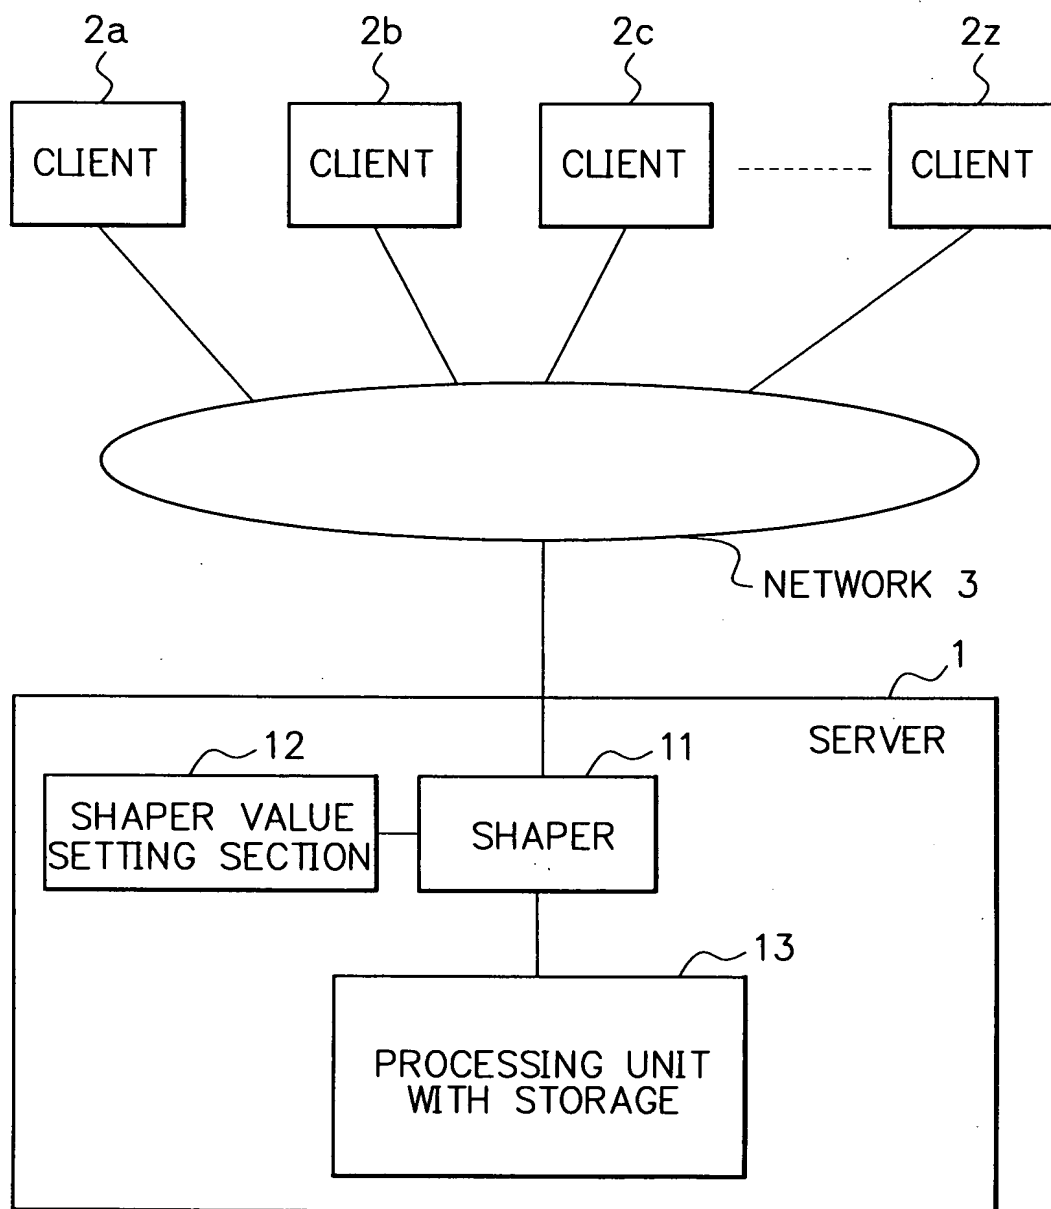 2a 2b 2c 2z
CLIENT CLIENT CLIENT CLIENT
NETWORK 3
1
SERVER
12 11
SHAPER VALUE
SETTING SECTION
SHAPER
13
PROCESSING UNIT
WITH STORAGE